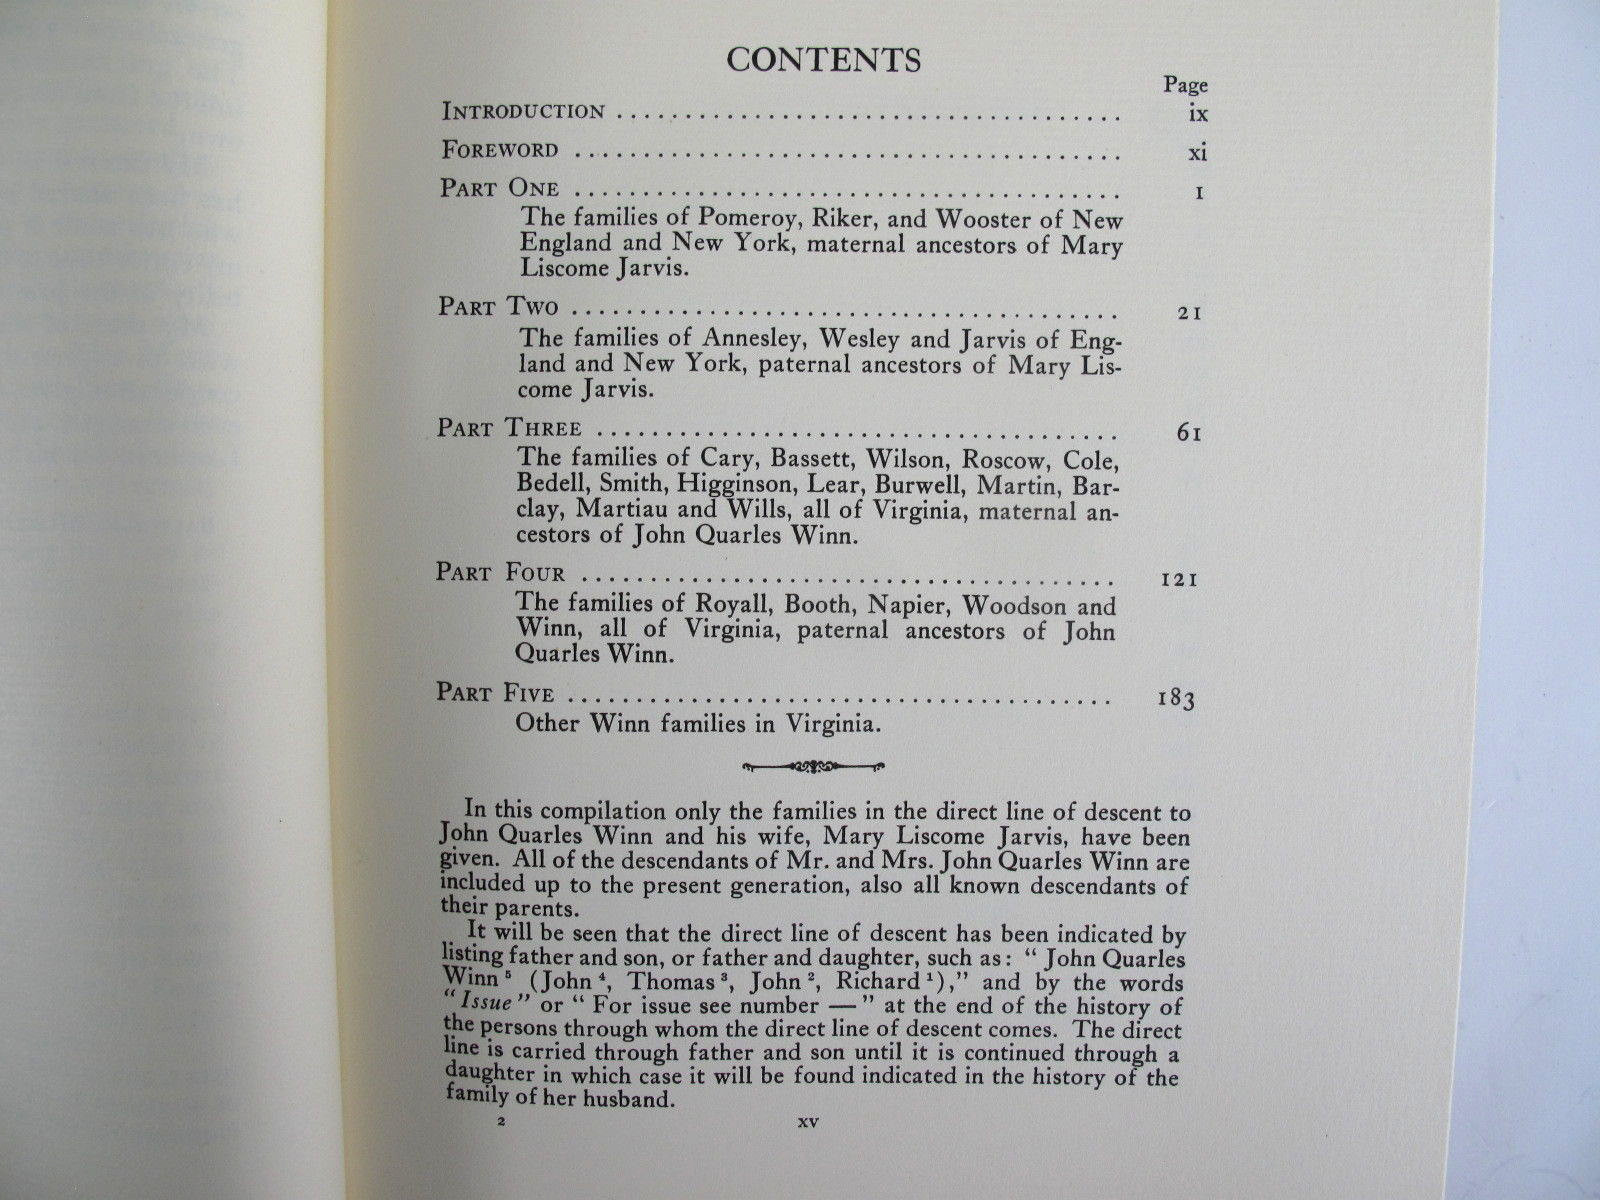 CONTENTS
Page
INTRODUCTION ..................................... ix
FOREWORD ........................................ xi
PART ONE ........................................ 1
The families of Pomeroy, Riker, and Wooster of New
England and New York, maternal ancestors of Mary
Liscome Jarvis.
PART TWO ........................................ 21
The families of Annesley, Wesley and Jarvis of Eng-
land and New York, paternal ancestors of Mary Lis-
come Jarvis.
PART THREE ...................................... 61
The families of Cary, Bassett, Wilson, Roscow, Cole,
Bedell, Smith, Higginson, Lear, Burwell, Martin, Bar-
clay, Martiau and Wills, all of Virginia, maternal an-
cestors of John Quarles Winn.
PART FOUR ....................................... 121
The families of Royall, Booth, Napier, Woodson and
Winn, all of Virginia, paternal ancestors of John
Quarles Winn.
PART FIVE ........................................ 183
Other Winn families in Virginia.
In this compilation only the families in the direct line of descent to
John Quarles Winn and his wife, Mary Liscome Jarvis, have been
given. All of the descendants of Mr. and Mrs. John Quarles Winn are
included up to the present generation, also all known descendants of
their parents.
It will be seen that the direct line of descent has been indicated by
listing father and son, or father and daughter, such as: “ John Quarles
Winn⁵ (John⁴, Thomas³, John², Richard¹),” and by the words
“Issue” or “ For issue see number — ” at the end of the history of
the persons through whom the direct line of descent comes. The direct
line is carried through father and son until it is continued through a
daughter in which case it will be found indicated in the history of the
family of her husband.
2 xv